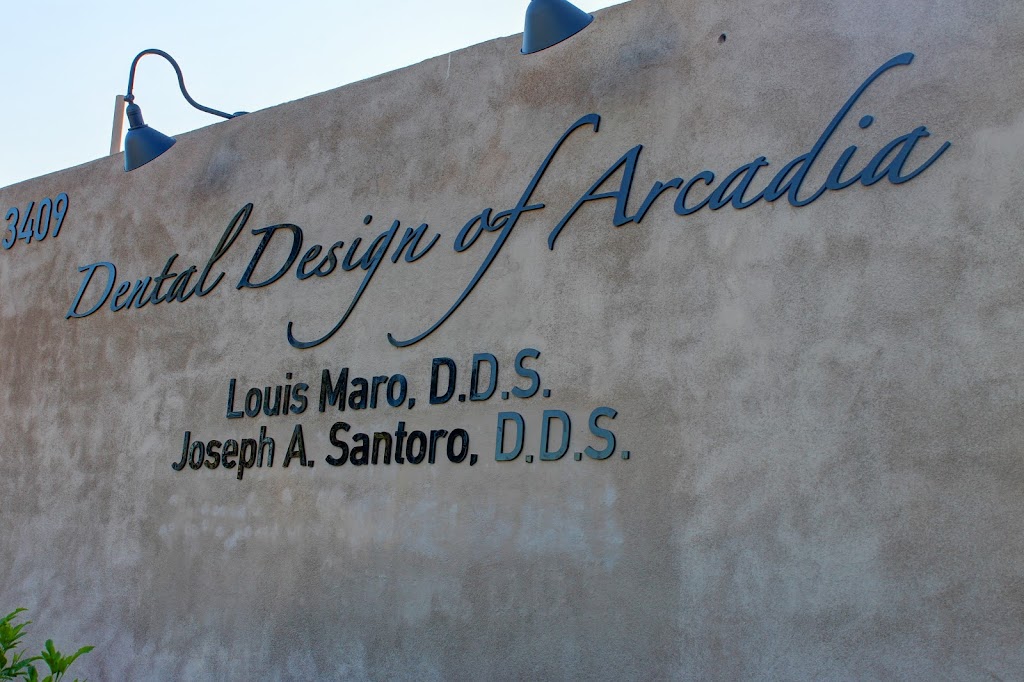 3409
Dental Design of Arcadia
Louis Maro, D.D.S.
Joseph A. Santoro, D.D.S.